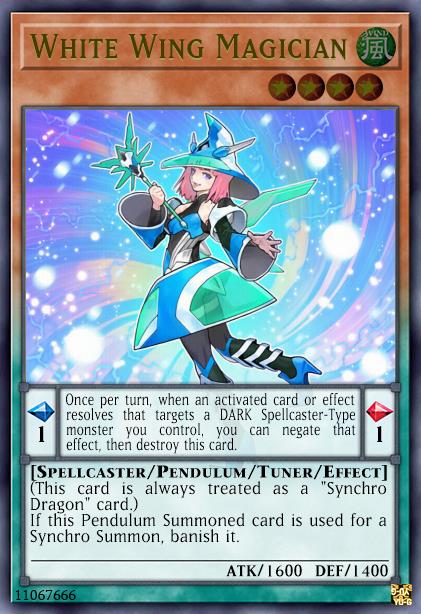 WHITE WING MAGICIAN
WIND
風
1
Once per turn, when an activated card or effect
resolves that targets a DARK Spellcaster-Type
monster you control, you can negate that
effect, then destroy this card.
1
[SPELLCASTER/PENDULUM/TUNER/EFFECT]
(This card is always treated as a "Synchro
Dragon" card.)
If this Pendulum Summoned card is used for a
Synchro Summon, banish it.
ATK/1600 DEF/1400
11067666